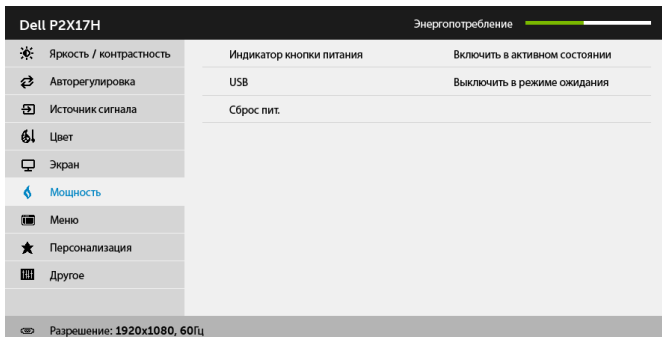 Dell P2X17H Энергопотребление
Яркость / контрастность Индикатор кнопки питания Включить в активном состоянии
Авторегулировка USB Выключить в режиме ожидания
Источник сигнала Сброс пит.
Цвет
Экран
Мощность
Меню
Персонализация
Другое
Разрешение: 1920x1080, 60Гц